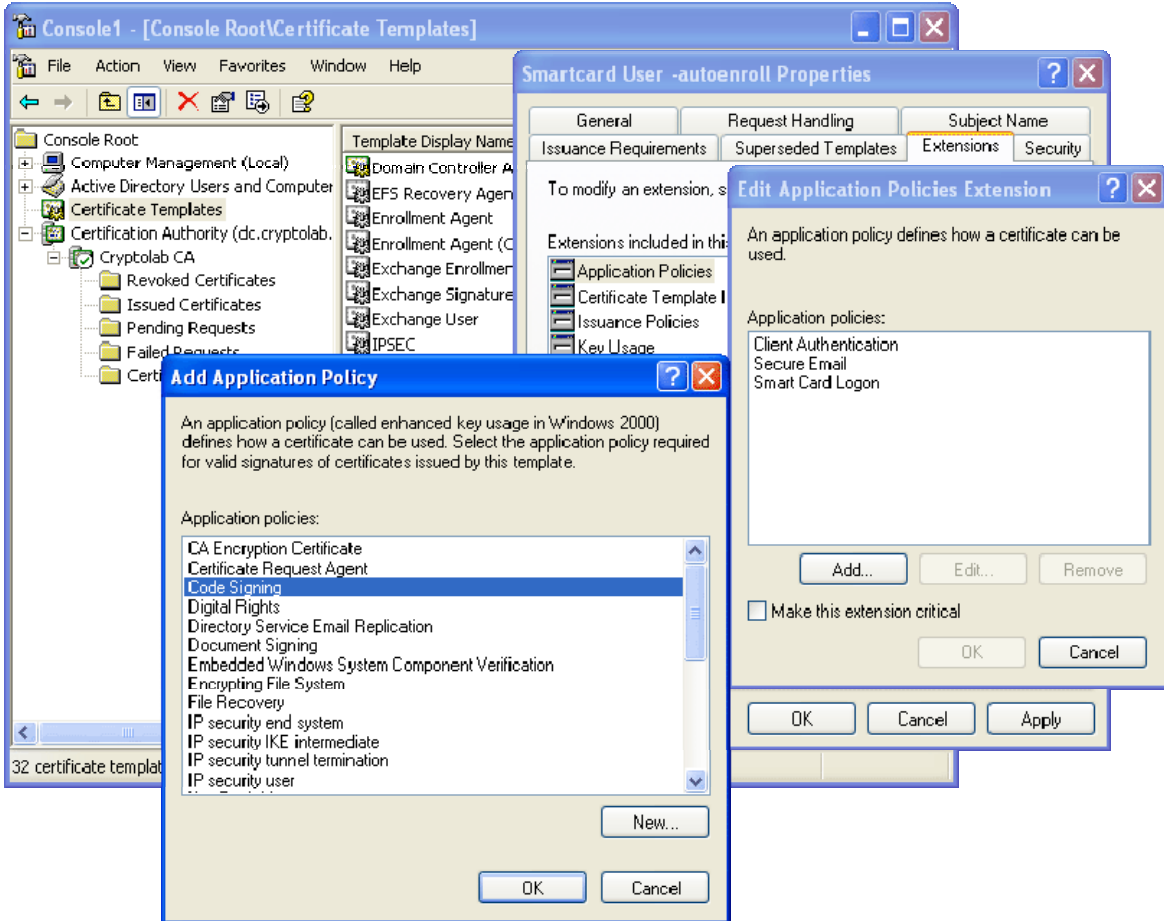 Console1 - [Console Root\Certificate Templates]
File Action View Favorites Window Help
Console Root
Computer Management (Local)
Active Directory Users and Computer
Certificate Templates
Certification Authority (dc.cryptolab.
Cryptolab CA
Revoked Certificates
Issued Certificates
Pending Requests
Failed Requests
Certi
32 certificate templat
Template Display Name
Domain Controller A
EFS Recovery Agen
Enrollment Agent
Enrollment Agent (C
Exchange Enrollmen
Exchange Signature
Exchange User
IPSEC
Smartcard User -autoenroll Properties
General Request Handling Subject Name
Issuance Requirements Superseded Templates Extensions Security
To modify an extension, s
Extensions included in this
Application Policies
Certificate Template I
Issuance Policies
Key Usage
OK Cancel Apply
Edit Application Policies Extension
An application policy defines how a certificate can be
used.
Application policies:
Client Authentication
Secure Email
Smart Card Logon
Add... Edit... Remove
Make this extension critical
OK Cancel
Add Application Policy
An application policy (called enhanced key usage in Windows 2000)
defines how a certificate can be used. Select the application policy required
for valid signatures of certificates issued by this template.
Application policies:
CA Encryption Certificate
Certificate Request Agent
Code Signing
Digital Rights
Directory Service Email Replication
Document Signing
Embedded Windows System Component Verification
Encrypting File System
File Recovery
IP security end system
IP security IKE intermediate
IP security tunnel termination
IP security user
New...
OK Cancel